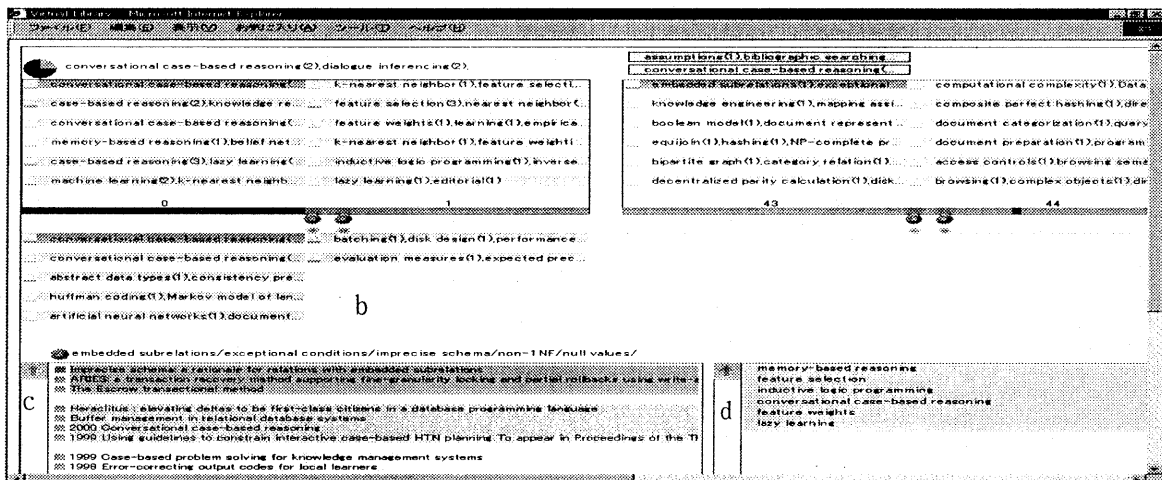 Virtual Library - Microsoft Internet Explorer
ファイル(F) 編集(E) 表示(V) お気に入り(A) ツール(T) ヘルプ(H)
conversational case-based reasoning(2),dialogue inferencing(2),
assumptions(1),bibliographic searching
conversational case-based reasoning(...
conversational case-based reasoning(... k-nearest neighbor(1),feature selecti...
case-based reasoning(2),knowledge re... feature selection(3),nearest neighbor(...
conversational case-based reasoning(... feature weights(1),learning(1),empirica...
memory-based reasoning(1),belief net... k-nearest neighbor(1),feature weighti...
case-based reasoning(3),lazy learning(... inductive logic programming(1),inverse...
machine learning(2),k-nearest neighb... lazy learning(1),editorial(1)
0 1
embedded subrelations(1),exceptional computational complexity(1),Data
knowledge engineering(1),mapping assi... composite perfect hashing(1),dire
boolean model(1),document represent... document categorization(1),query
equijoin(1),hashing(1),NP-complete pr... document preparation(1),program
bipartite graph(1),category relation(1)... access controls(1),browsing sema
decentralized parity calculation(1),disk... browsing(1),complex objects(1),dir
43 44
conversational case-based reasoning(... batching(1),disk design(1),performance...
conversational case-based reasoning(... evaluation measures(1),expected prec...
abstract data types(1),consistency pre...
huffman coding(1),Markov model of lan...
artificial neural networks(1),document...
b
embedded subrelations/exceptional conditions/imprecise schema/non-1NF/null values/
c
Imprecise schema: a rationale for relations with embedded subrelations
ARIES: a transaction recovery method supporting fine-granularity locking and partial rollbacks using write-a
The Escrow transactional method
Heraclitus: elevating deltas to be first-class citizens in a database programming language
Buffer management in relational database systems
2000 Conversational case-based reasoning
1999 Using guidelines to constrain interactive case-based HTN planning To appear in Proceedings of the Th
1999 Case-based problem solving for knowledge management systems
1998 Error-correcting output codes for local learners
d
memory-based reasoning
feature selection
inductive logic programming
conversational case-based reasoning
feature weights
lazy learning